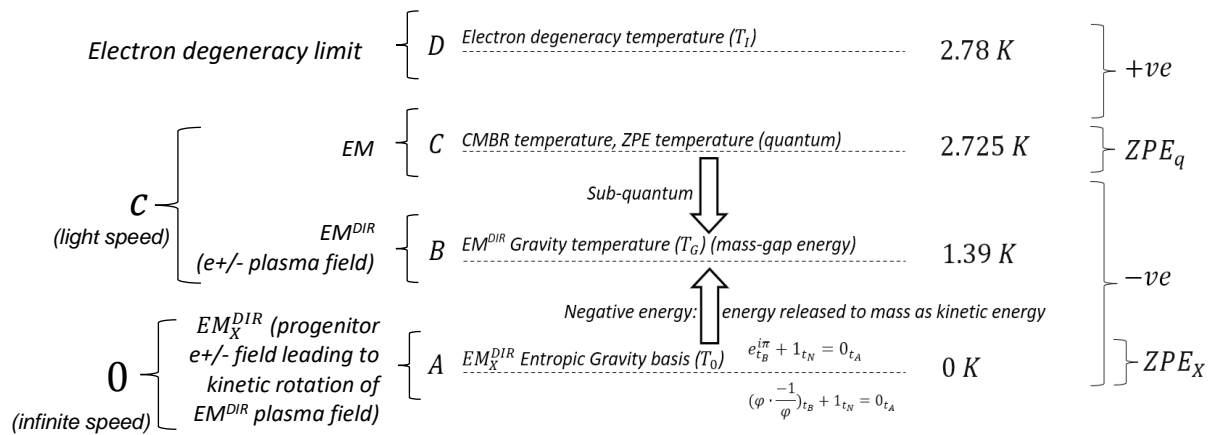 Electron degeneracy limit
D
Electron degeneracy temperature (T_I)
2.78 K
+ve
EM
C
CMBR temperature, ZPE temperature (quantum)
2.725 K
ZPE_q
Sub-quantum
c
(light speed)
EM^DIR
(e+/- plasma field)
B
EM^DIR Gravity temperature (T_G) (mass-gap energy)
1.39 K
−ve
Negative energy: energy released to mass as kinetic energy
0
(infinite speed)
EM_X^DIR (progenitor
e+/- field leading to
kinetic rotation of
EM^DIR plasma field)
A
EM_X^DIR Entropic Gravity basis (T_0)
e^{iπ}_{t_B} + 1_{t_N} = 0_{t_A}
(φ · −1/φ)_{t_B} + 1_{t_N} = 0_{t_A}
0 K
ZPE_X